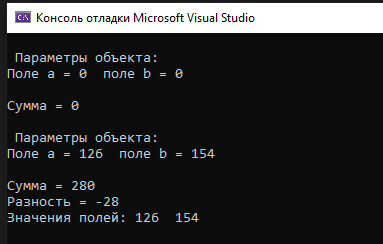 Консоль отладки Microsoft Visual Studio
Параметры объекта:
Поле a = 0  поле b = 0
Сумма = 0
Параметры объекта:
Поле a = 126  поле b = 154
Сумма = 280
Разность = -28
Значения полей: 126  154